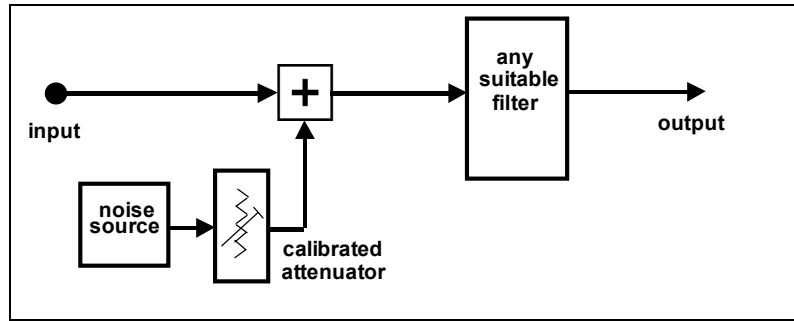 any
suitable
filter
+
input
output
noise
source
calibrated
attenuator